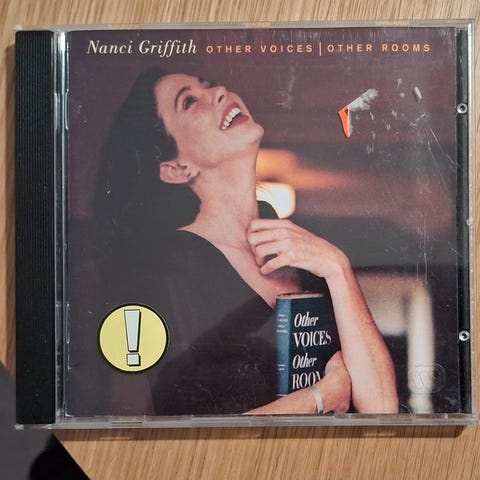 Nanci Griffith OTHER VOICES | OTHER ROOMS
!
Other
VOICES
Other
ROOM